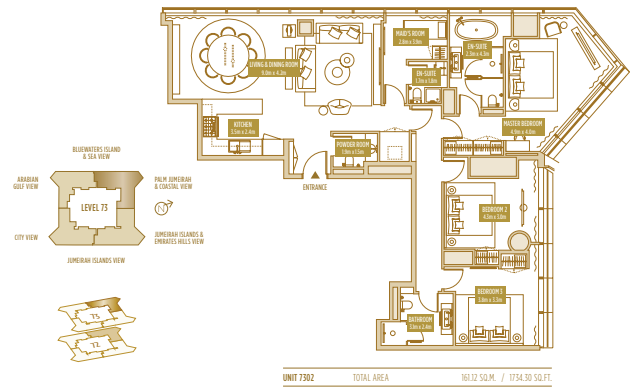 MAID'S ROOM
2.8m x 3.0m
EN-SUITE
2.3m x 4.3m
LIVING & DINING ROOM
9.8m x 4.3m
EN-SUITE
1.7m x 1.8m
KITCHEN
3.5m x 2.4m
MASTER BEDROOM
4.9m x 4.8m
POWDER ROOM
1.9m x 1.5m
ENTRANCE
BLUEWATERS ISLAND
& SEA VIEW
ARABIAN
GULF VIEW
PALM JUMEIRAH
& COASTAL VIEW
LEVEL 73
N
CITY VIEW
JUMEIRAH ISLANDS &
EMIRATES HILLS VIEW
JUMEIRAH ISLANDS VIEW
BEDROOM 2
4.5m x 3.8m
BEDROOM 3
3.8m x 3.3m
BATHROOM
3.1m x 2.4m
73
72
UNIT 7302 TOTAL AREA 161.12 SQ.M. / 1734.30 SQ.FT.